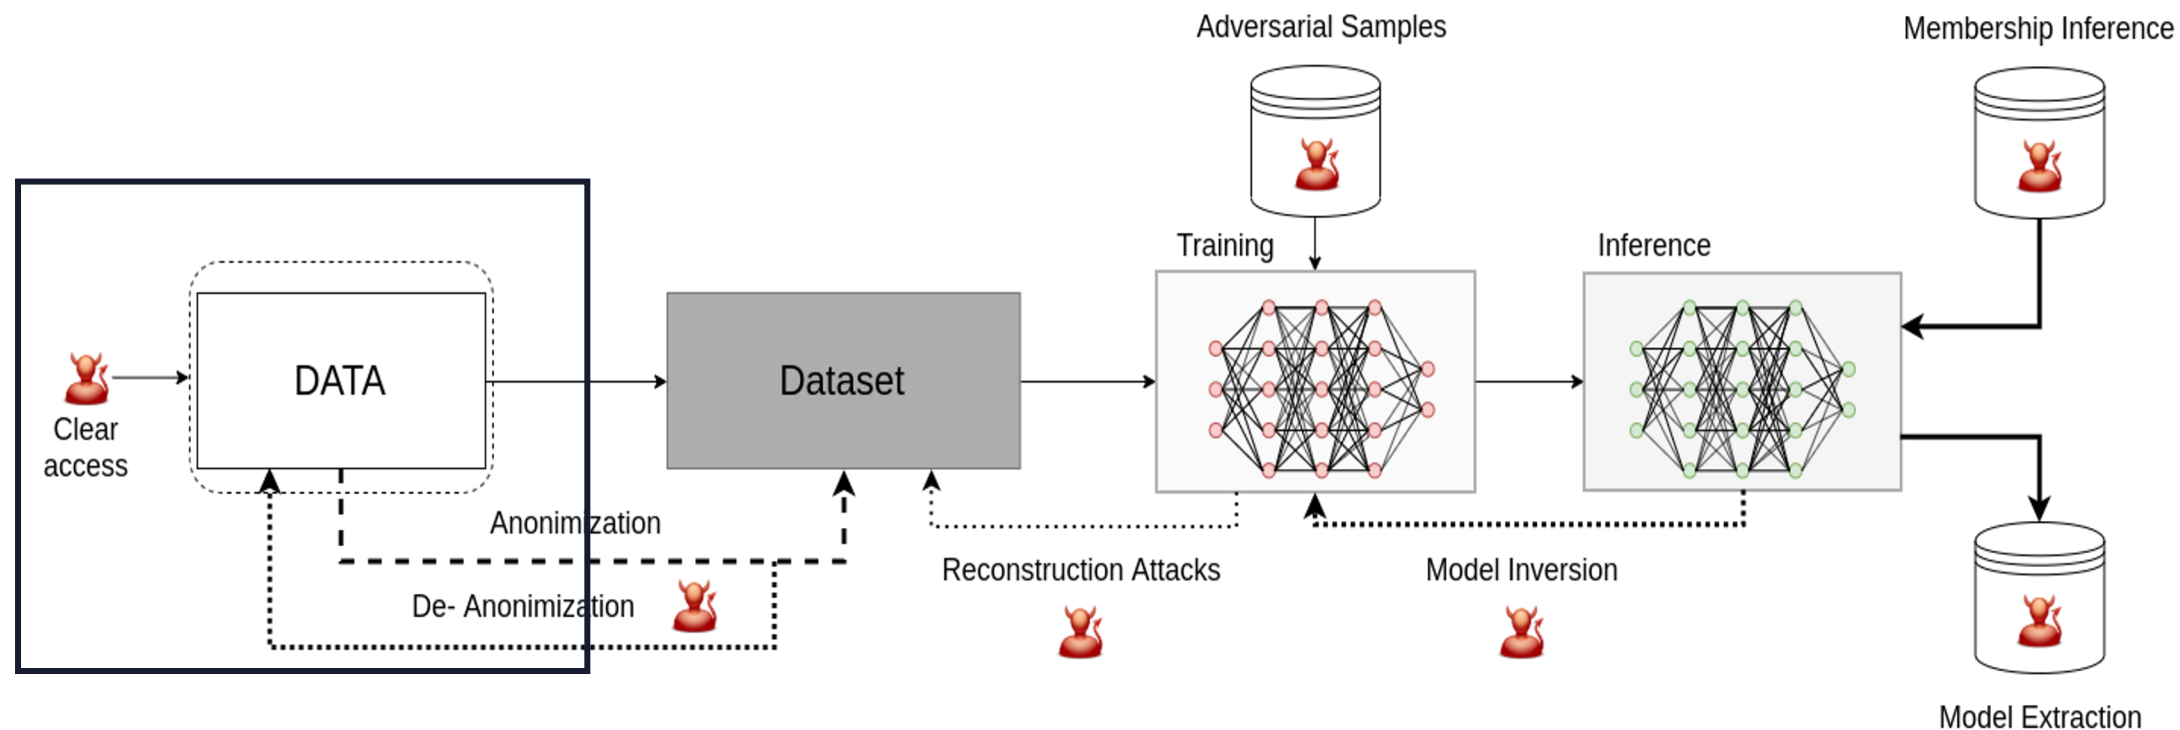 Adversarial Samples
Membership Inference
Training
Inference
DATA
Dataset
Clear
access
Anonimization
De- Anonimization
Reconstruction Attacks
Model Inversion
Model Extraction